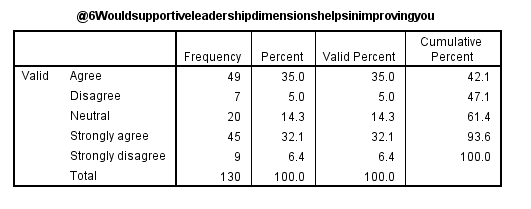 @6Wouldsupportiveleadershipdimensionshelpsinimprovingyou
Frequency Percent Valid Percent Cumulative Percent
Valid Agree 49 35.0 35.0 42.1
Disagree 7 5.0 5.0 47.1
Neutral 20 14.3 14.3 61.4
Strongly agree 45 32.1 32.1 93.6
Strongly disagree 9 6.4 6.4 100.0
Total 130 100.0 100.0